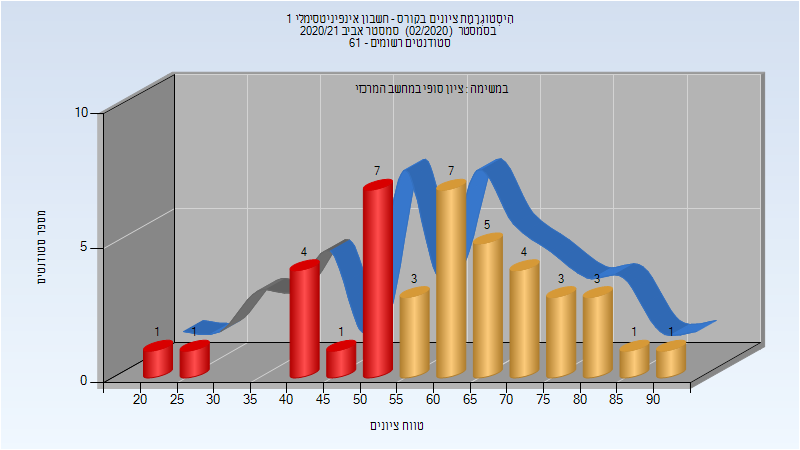 היסטוגרמת ציונים בקורס - חשבון אינפיניטסימלי 1
בסמסטר (02/2020) סמסטר אביב 2020/21
סטודנטים רשומים - 61
במשימה : ציון סופי במחשב המרכזי
מספר סטודנטים
10
5
0
1
1
4
1
7
3
7
5
4
3
3
1
1
20 25 30 35 40 45 50 55 60 65 70 75 80 85 90
טווח ציונים